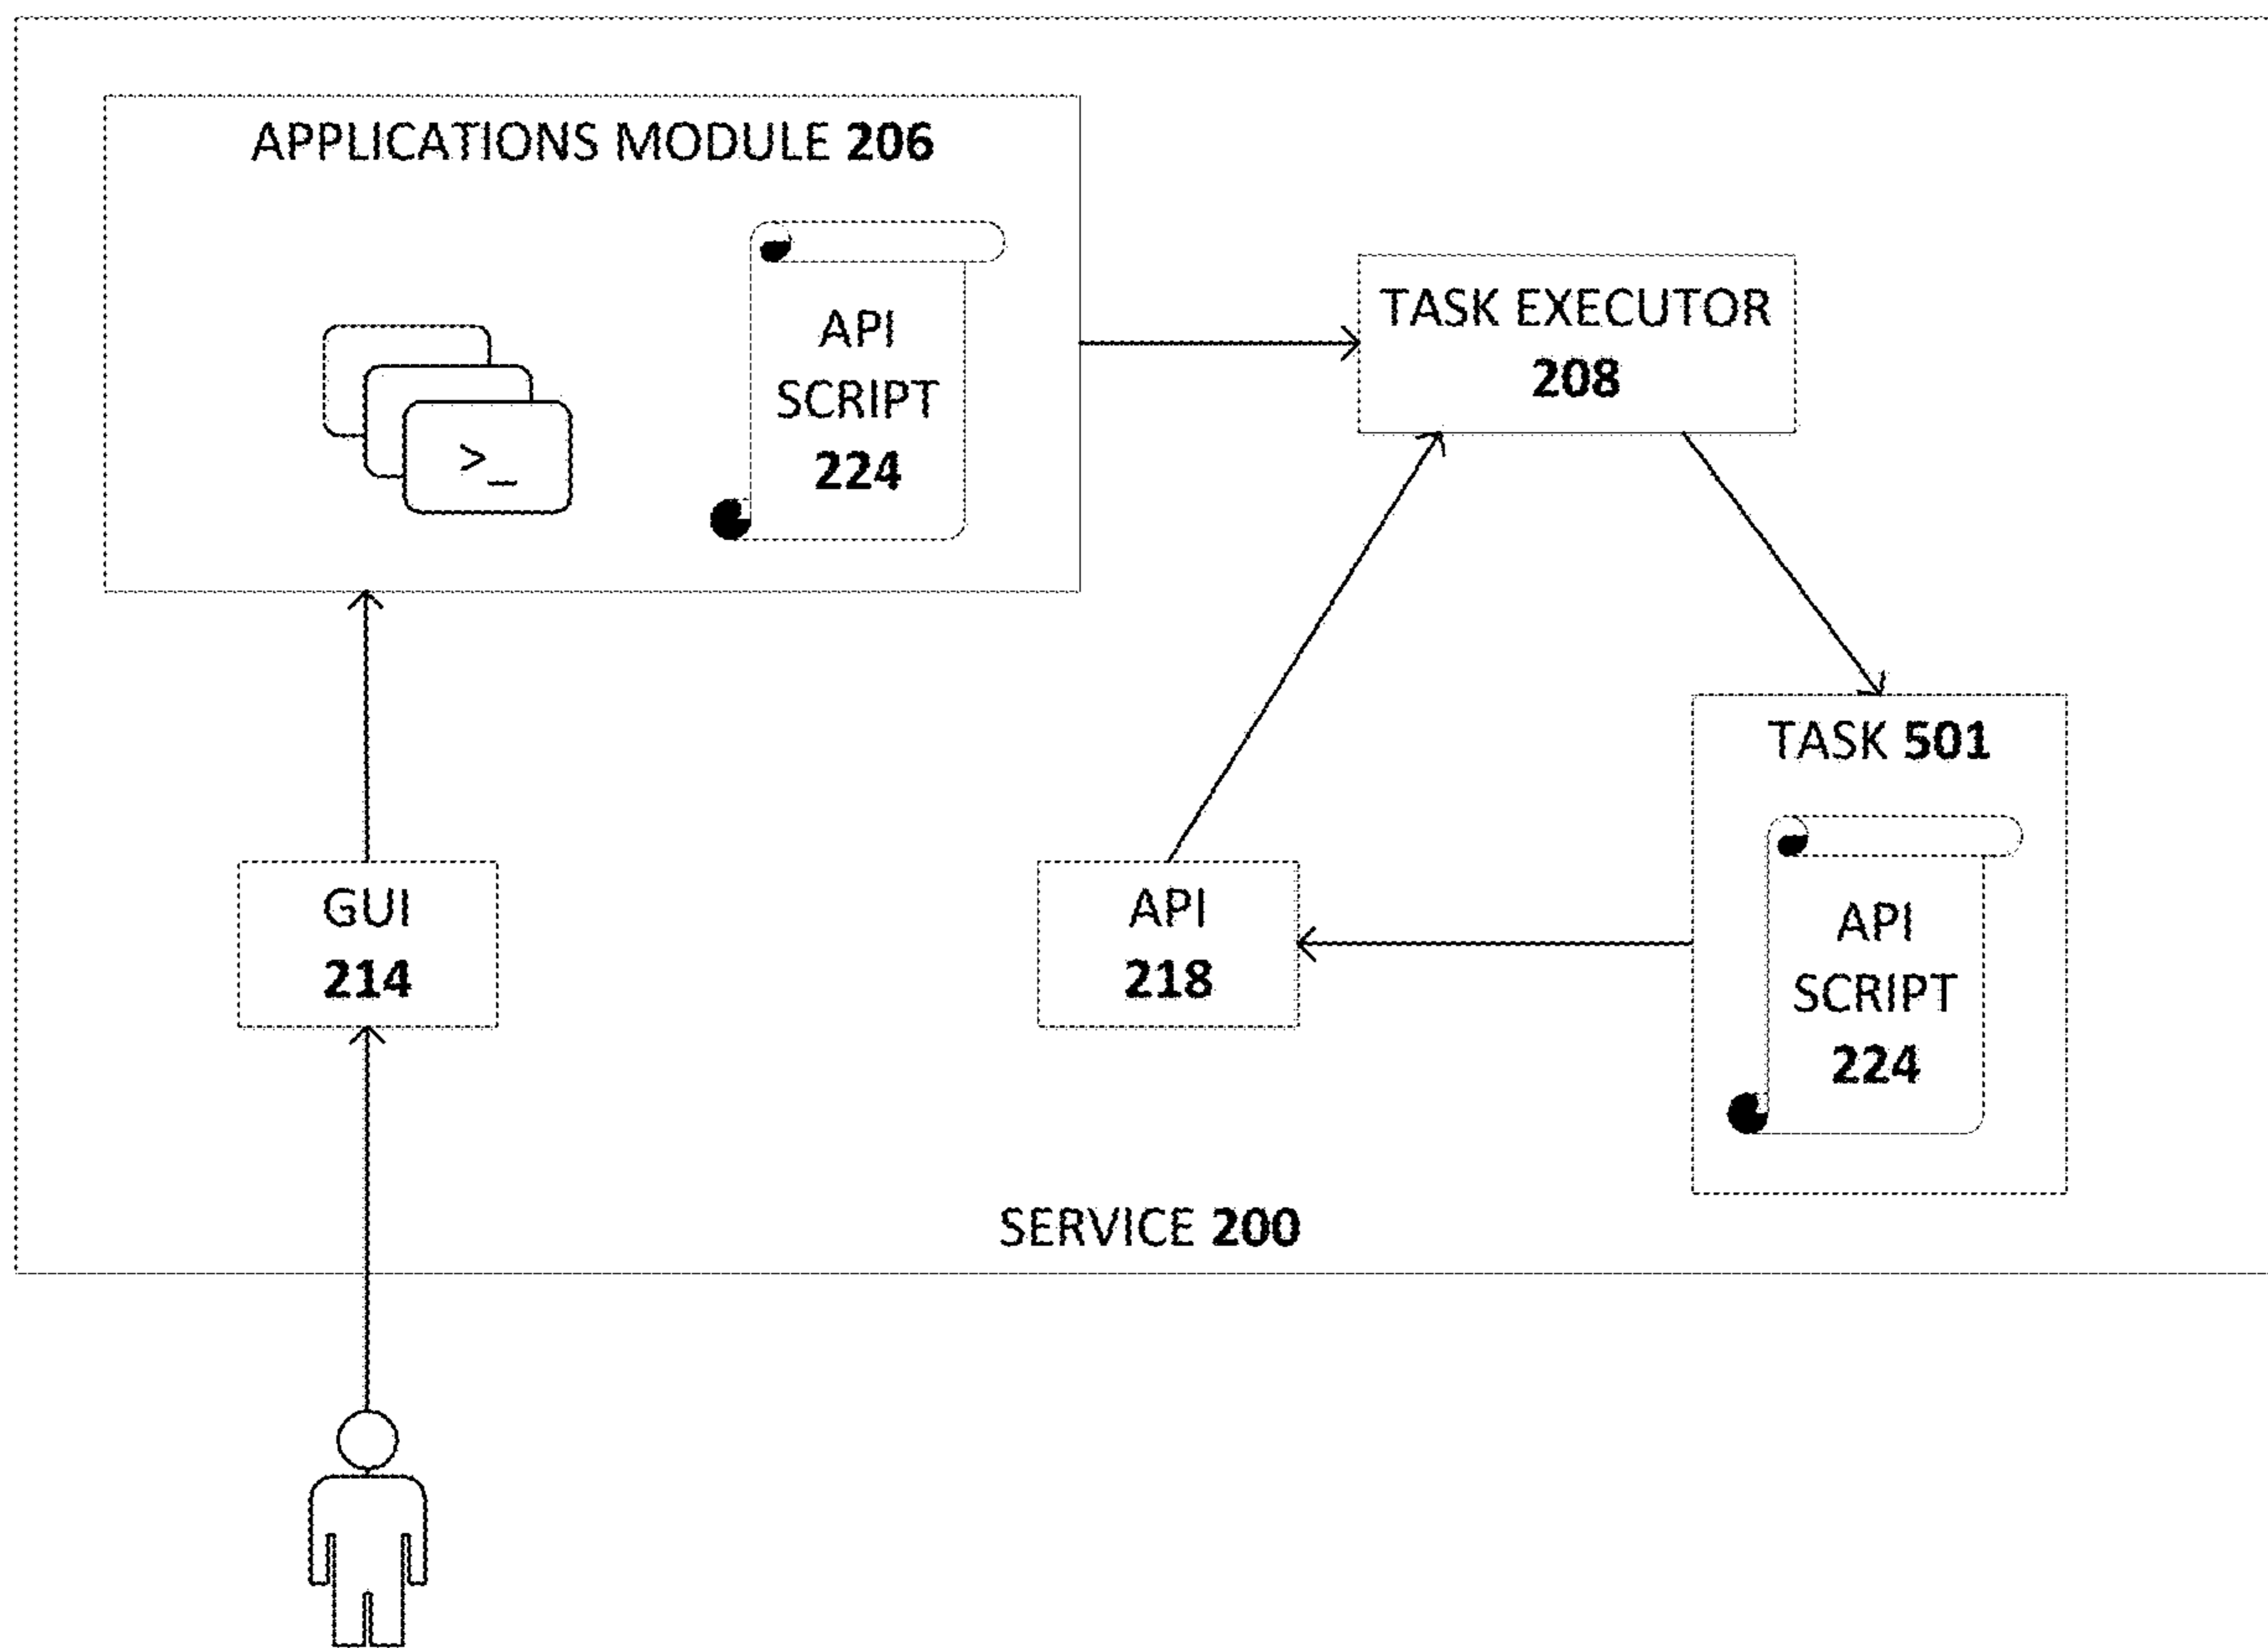 APPLICATIONS MODULE 206
API
SCRIPT
224
>_
TASK EXECUTOR
208
TASK 501
API
SCRIPT
224
GUI
214
API
218
SERVICE 200